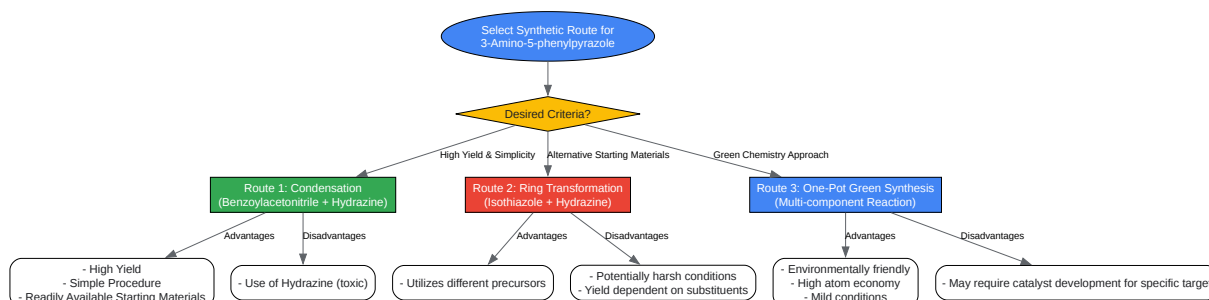 Select Synthetic Route for
3-Amino-5-phenylpyrazole
Desired Criteria?
High Yield & Simplicity
Alternative Starting Materials
Green Chemistry Approach
Route 1: Condensation
(Benzoylacetonitrile + Hydrazine)
Route 2: Ring Transformation
(Isothiazole + Hydrazine)
Route 3: One-Pot Green Synthesis
(Multi-component Reaction)
Advantages
Disadvantages
Advantages
Disadvantages
Advantages
Disadvantages
- High Yield
- Simple Procedure
- Readily Available Starting Materials
- Use of Hydrazine (toxic)
- Utilizes different precursors
- Potentially harsh conditions
- Yield dependent on substituents
- Environmentally friendly
- High atom economy
- Mild conditions
- May require catalyst development for specific target